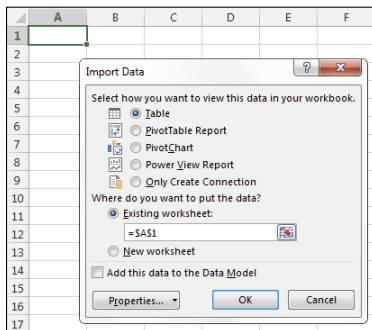 A B C D E F
1
2
3
Import Data
4
Select how you want to view this data in your workbook.
5
Table
6
PivotTable Report
7
PivotChart
8
Power View Report
9
Only Create Connection
10
Where do you want to put the data?
11
Existing worksheet:
12
=$A$1
13
New worksheet
14
Add this data to the Data Model
15
16
Properties... OK Cancel
17